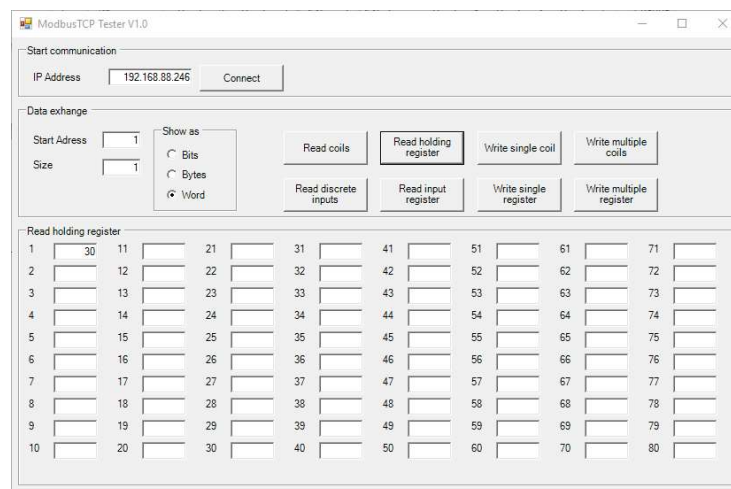 ModbusTCP Tester V1.0
Start communication
IP Address 192.168.88.246 Connect
Data exhange
Start Adress 1
Size 1
Show as
Bits
Bytes
Word
Read coils
Read holding
register
Write single coil
Write multiple
coils
Read discrete
inputs
Read input
register
Write single
register
Write multiple
register
Read holding register
1 30 11 21 31 41 51 61 71
2 12 22 32 42 52 62 72
3 13 23 33 43 53 63 73
4 14 24 34 44 54 64 74
5 15 25 35 45 55 65 75
6 16 26 36 46 56 66 76
7 17 27 37 47 57 67 77
8 18 28 38 48 58 68 78
9 19 29 39 49 59 69 79
10 20 30 40 50 60 70 80